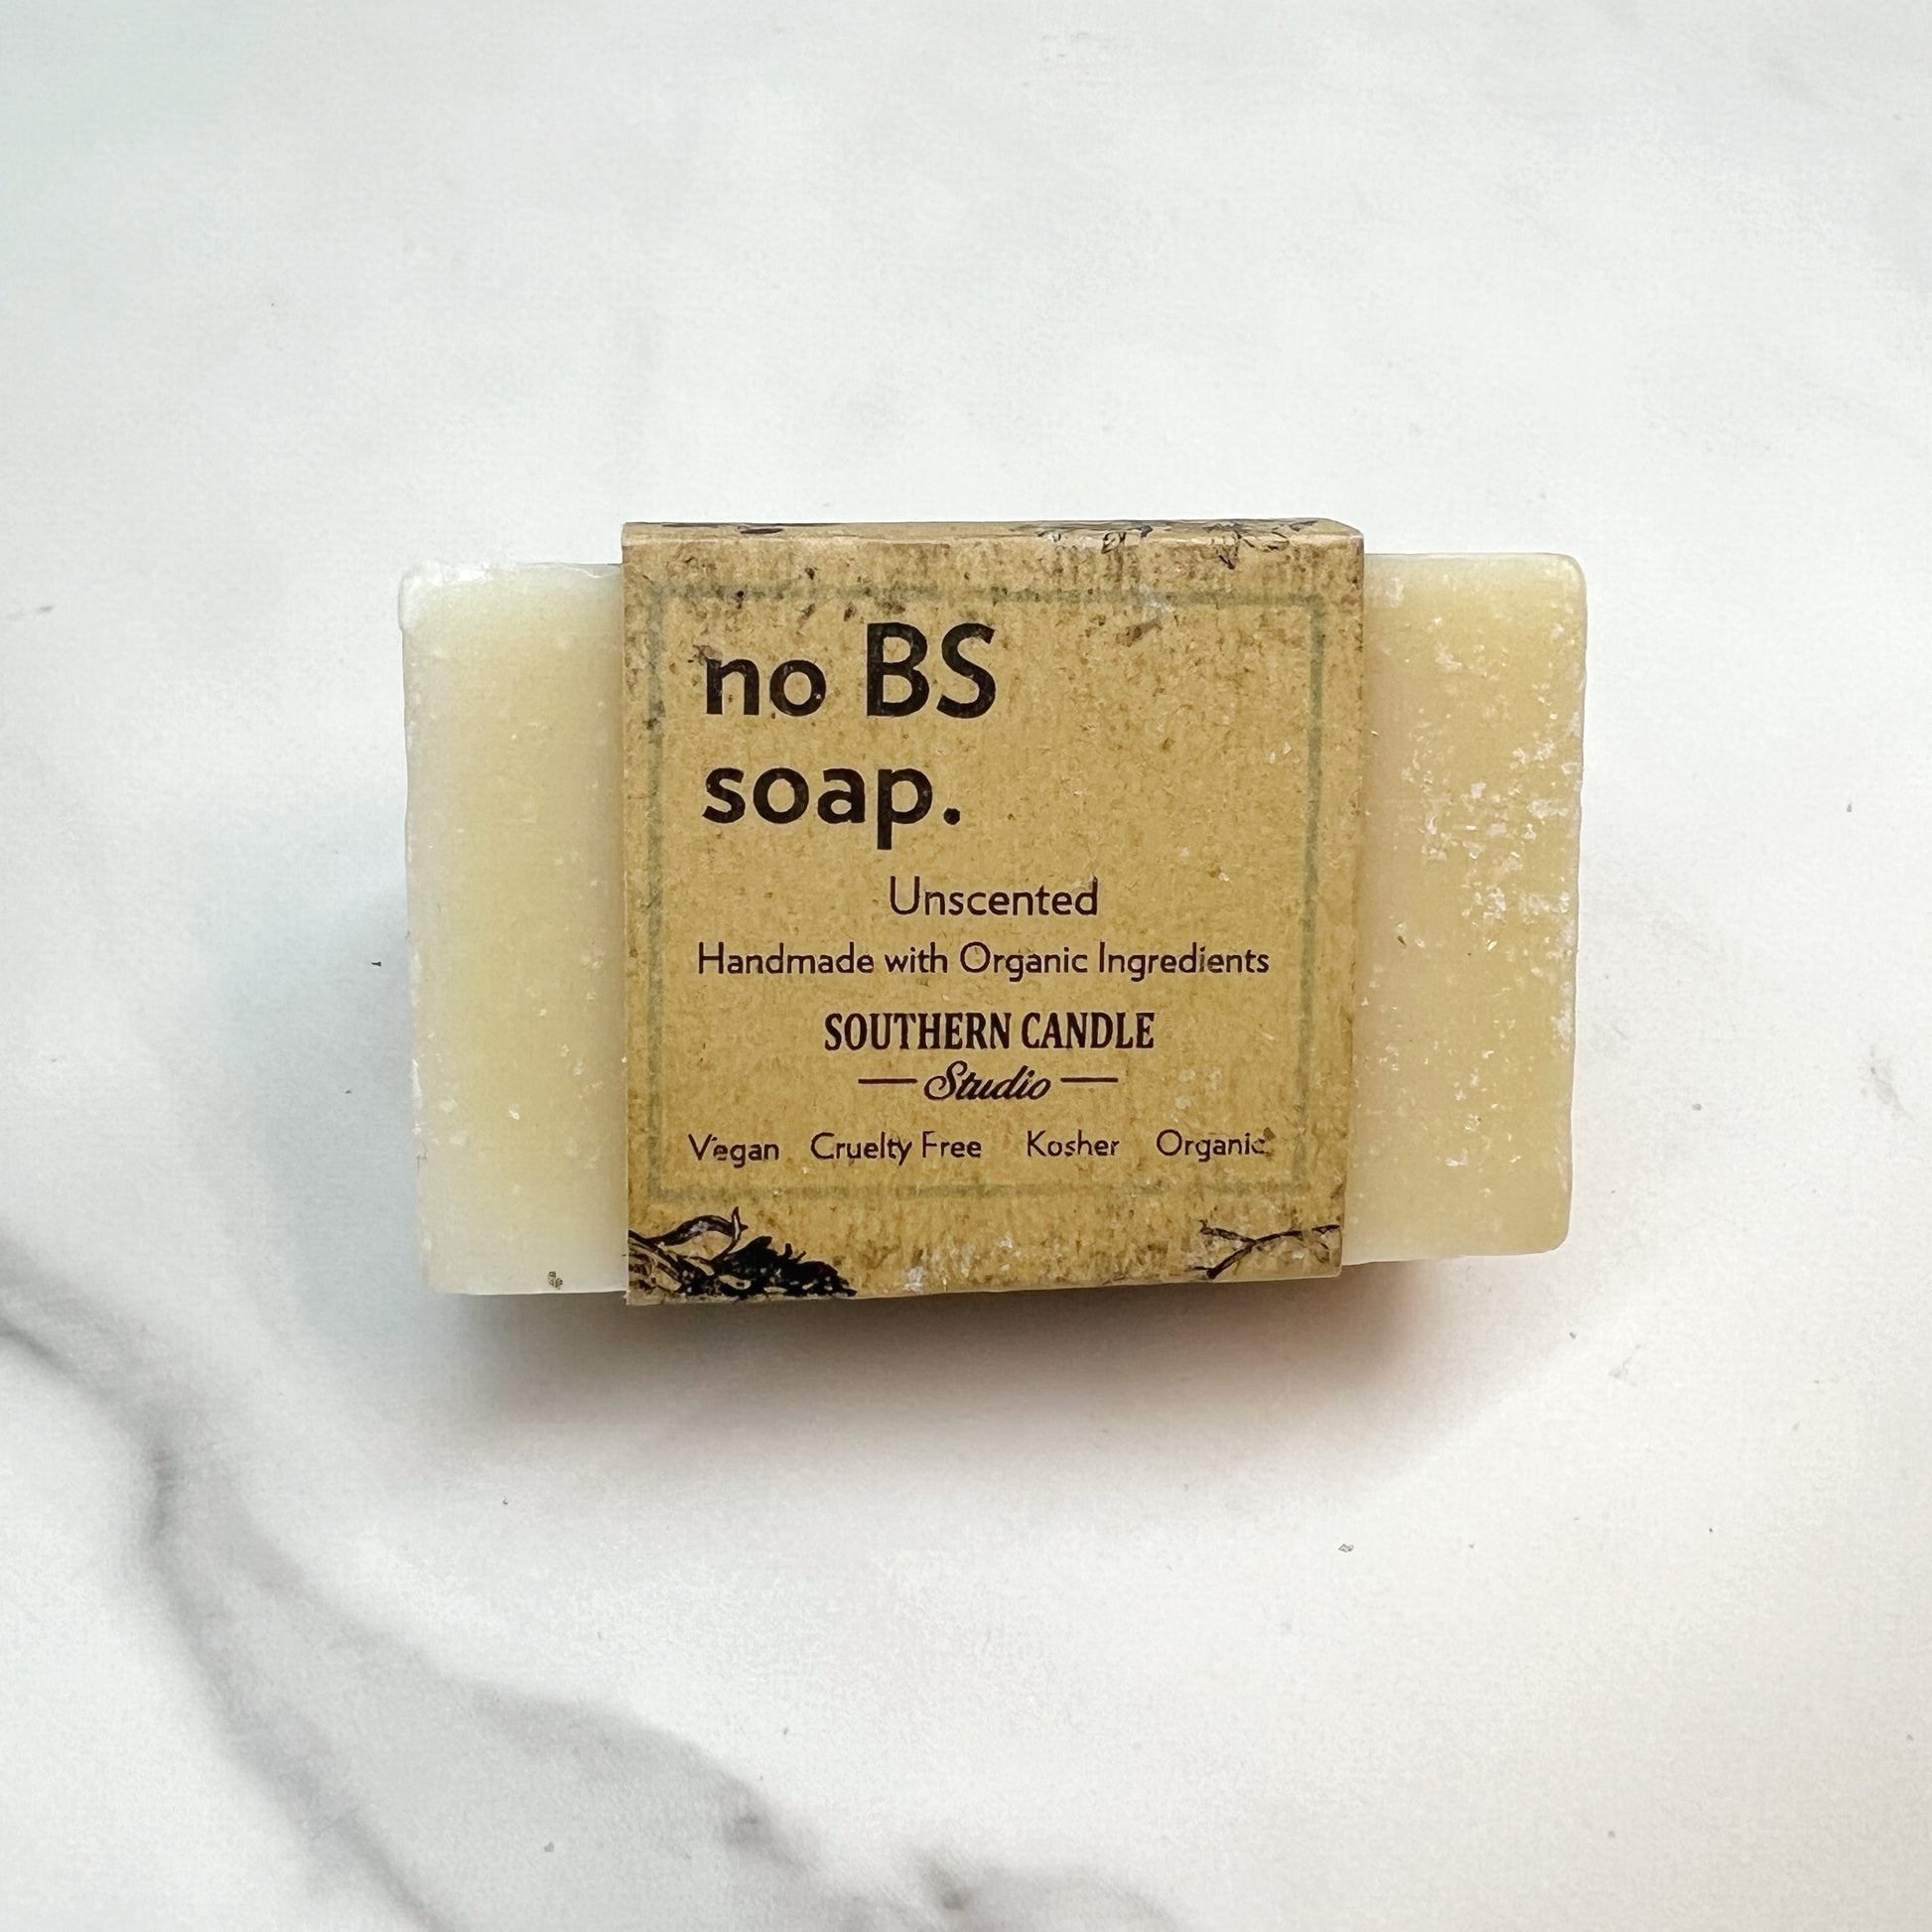 no BS
soap.
Unscented
Handmade with Organic Ingredients
SOUTHERN CANDLE
Studio
Vegan Cruelty Free Kosher Organic